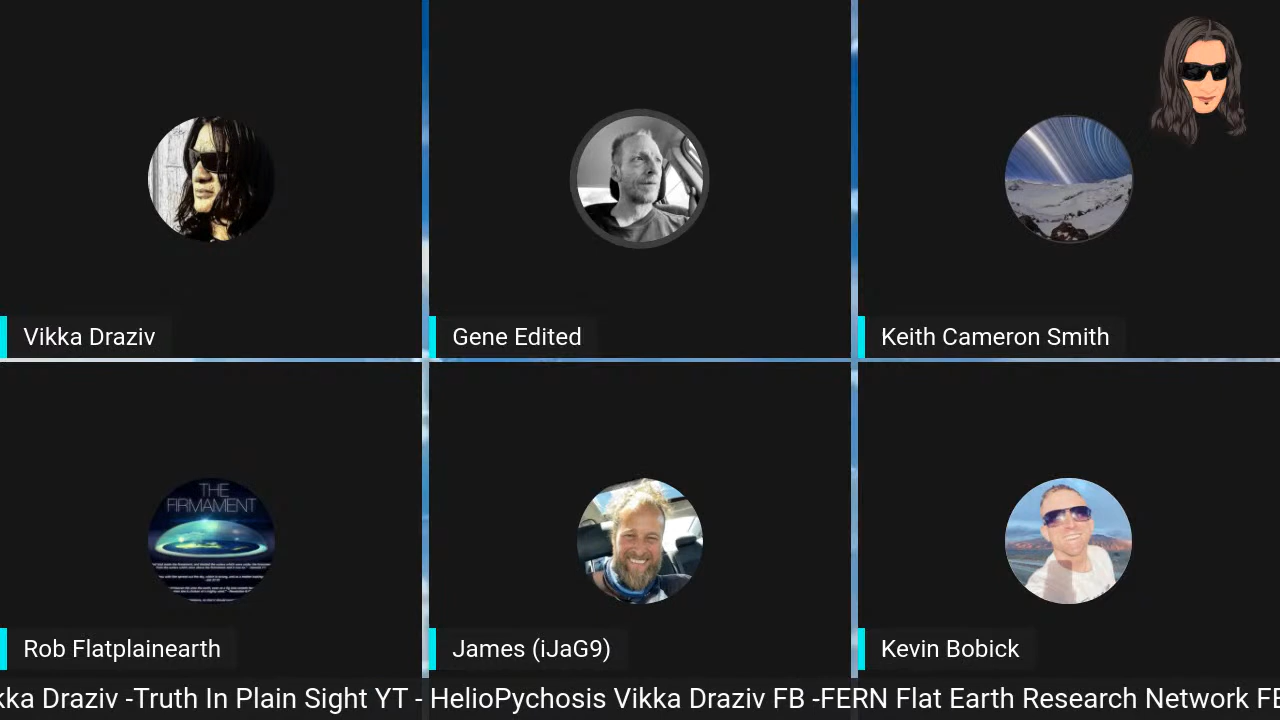 Vikka Draziv
Gene Edited
Keith Cameron Smith
THE
FIRMAMENT
Rob Flatplainearth
James (iJaG9)
Kevin Bobick
kka Draziv -Truth In Plain Sight YT - HelioPychosis Vikka Draziv FB -FERN Flat Earth Research Network FB